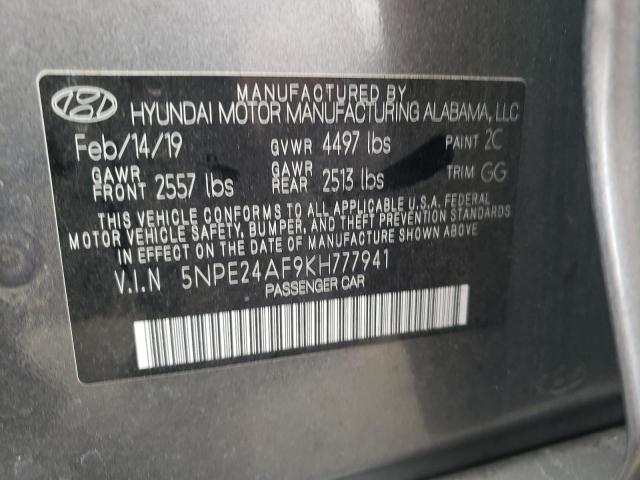 MANUFACTURED BY
HYUNDAI MOTOR MANUFACTURING ALABAMA, LLC
Feb/14/19 GVWR 4497 lbs PAINT 2C
GAWR FRONT 2557 lbs GAWR REAR 2513 lbs TRIM GG
THIS VEHICLE CONFORMS TO ALL APPLICABLE U.S.A. FEDERAL
MOTOR VEHICLE SAFETY, BUMPER, AND THEFT PREVENTION STANDARDS
IN EFFECT ON THE DATE OF MANUFACTURE SHOWN ABOVE.
V.I.N 5NPE24AF9KH777941
PASSENGER CAR